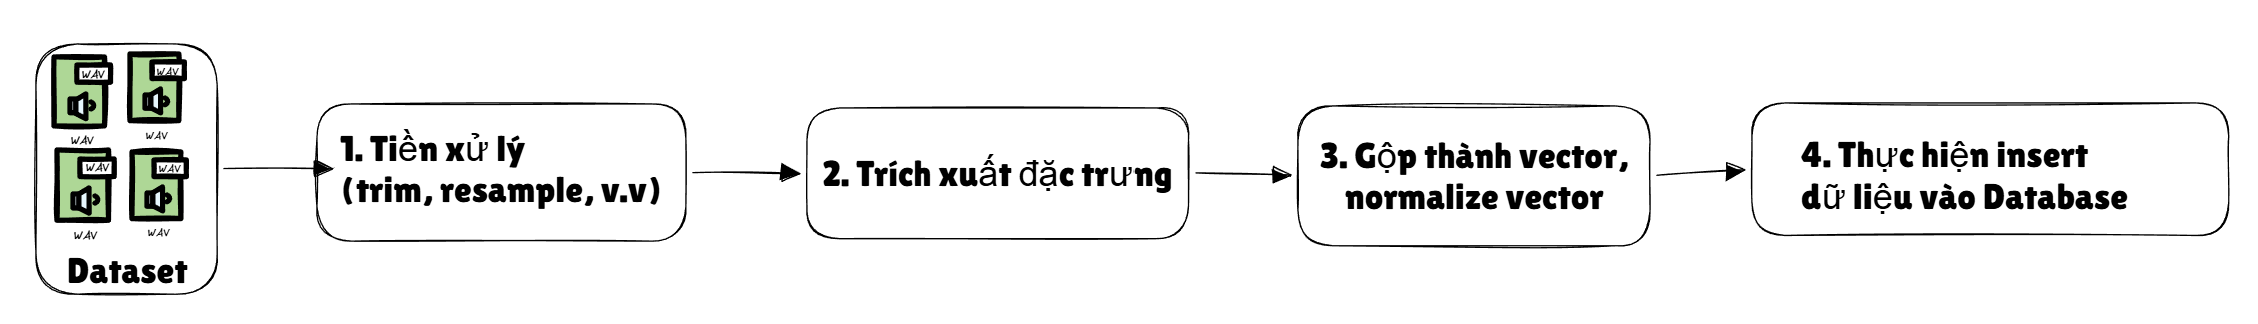 WAV
WAV
WAV
WAV
WAV
WAV
WAV
WAV
Dataset
1. Tiền xử lý
(trim, resample, v.v)
2. Trích xuất đặc trưng
3. Gộp thành vector,
normalize vector
4. Thực hiện insert
dữ liệu vào Database